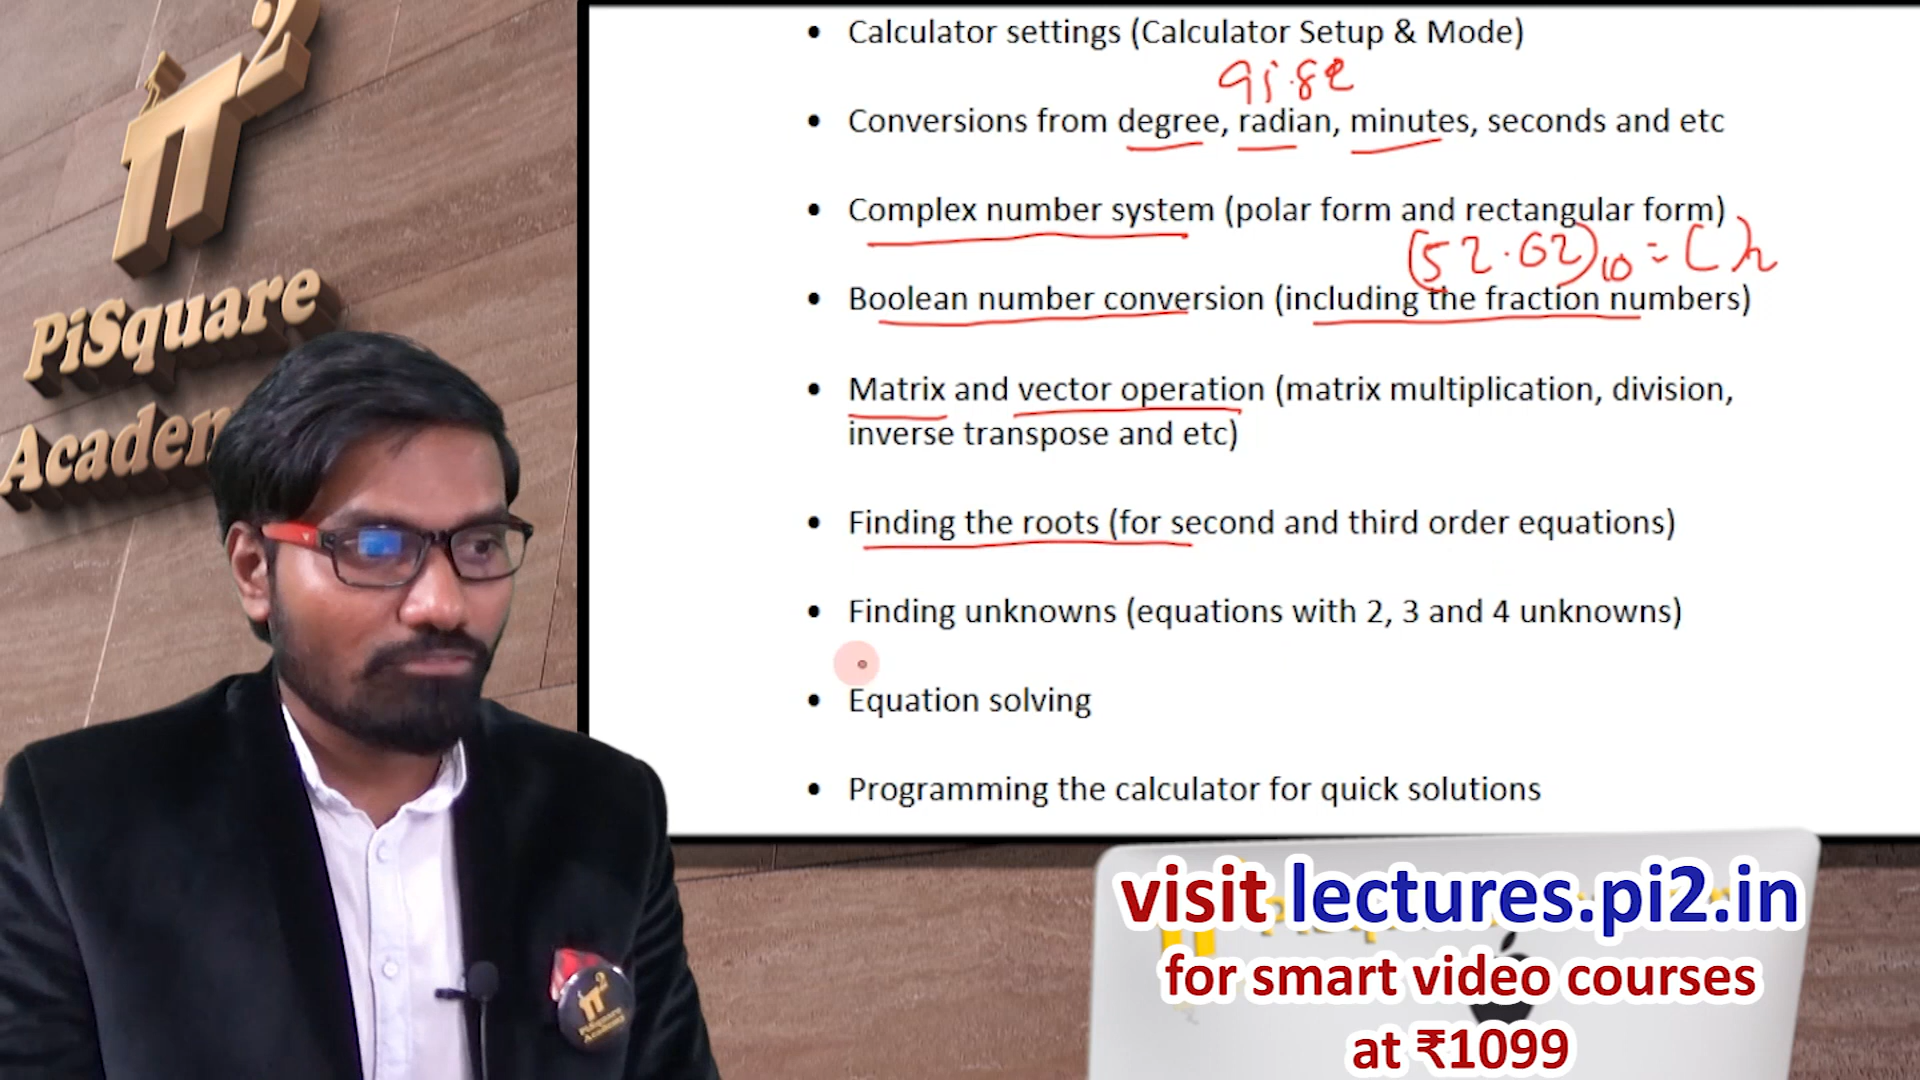 π²
PiSquare
Academ
• Calculator settings (Calculator Setup & Mode)
• Conversions from degree, radian, minutes, seconds and etc
• Complex number system (polar form and rectangular form)
(52.62)10 = ( )2
• Boolean number conversion (including the fraction numbers)
• Matrix and vector operation (matrix multiplication, division,
inverse transpose and etc)
• Finding the roots (for second and third order equations)
• Finding unknowns (equations with 2, 3 and 4 unknowns)
• Equation solving
• Programming the calculator for quick solutions
π²
PiSquare
Academy
visit lectures.pi2.in
for smart video courses
at ₹1099